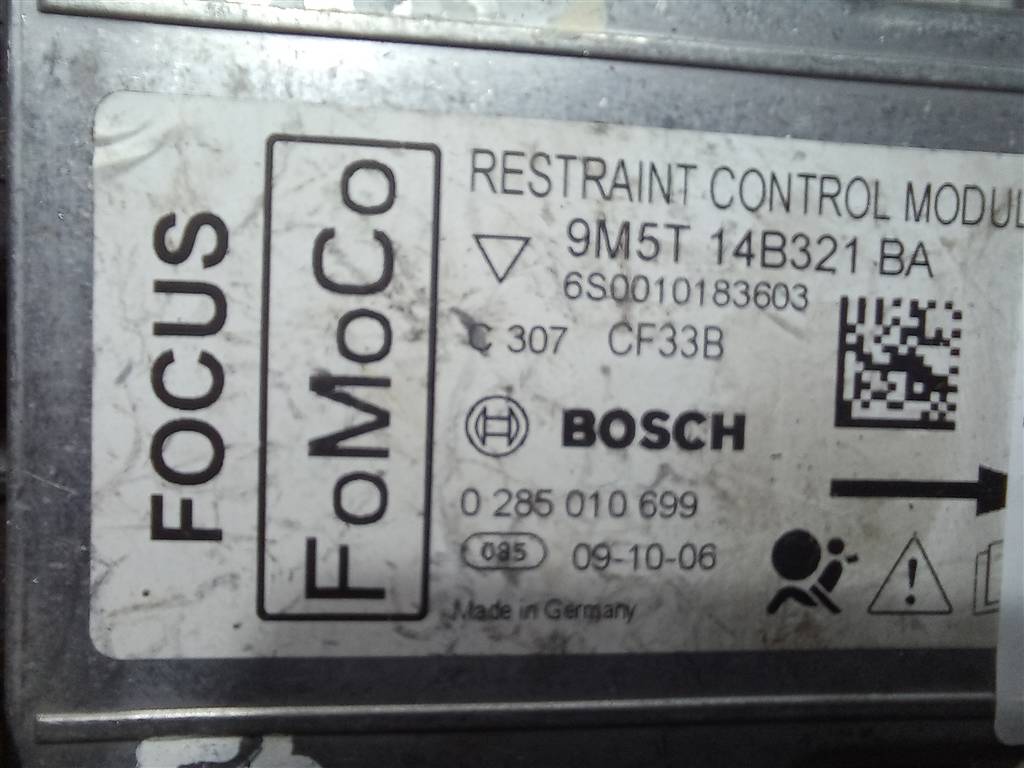 FOCUS
FoMoCo
RESTRAINT CONTROL MODUL
9M5T 14B321 BA
6S0010183603
C 307 CF33B
BOSCH
0 285 010 699
085 09-10-06
Made in Germany